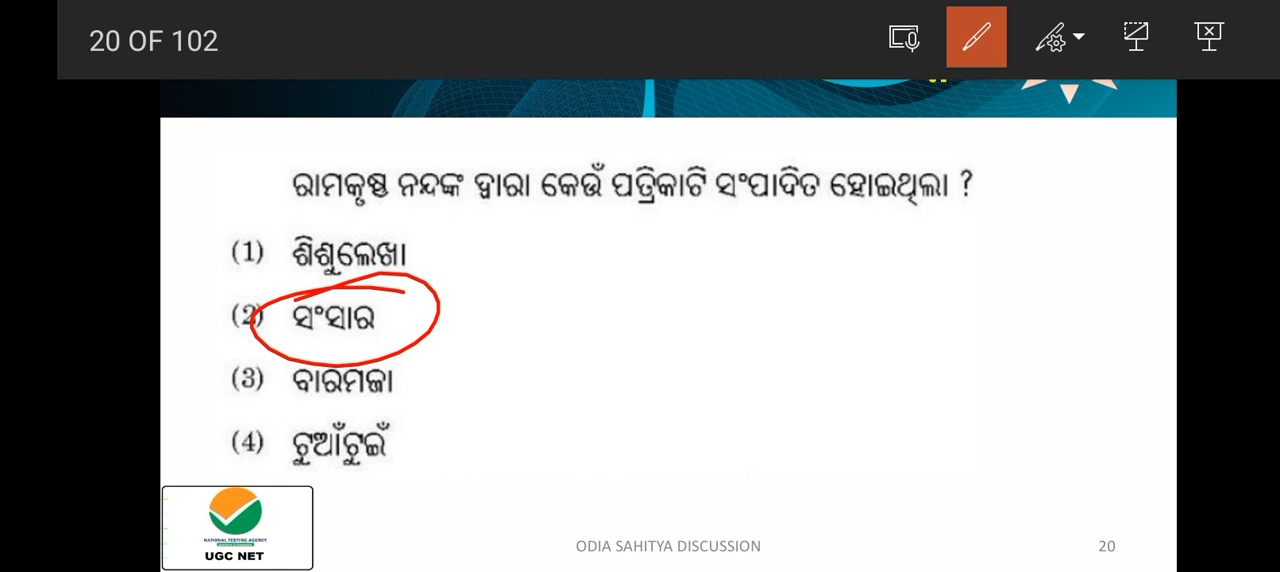 20 OF 102
ରାମକୃଷ୍ଣ ନନ୍ଦଙ୍କ ଦ୍ୱାରା କେଉଁ ପତ୍ରିକାଟି ସଂପାଦିତ ହୋଇଥିଲା ?
(1) ଶିଶୁଲେଖା
(2) ସଂସାର
(3) ବାରମଜା
(4) ଟୁଆଁଟୁଇଁ
NATIONAL TESTING AGENCY
UGC NET
ODIA SAHITYA DISCUSSION
20